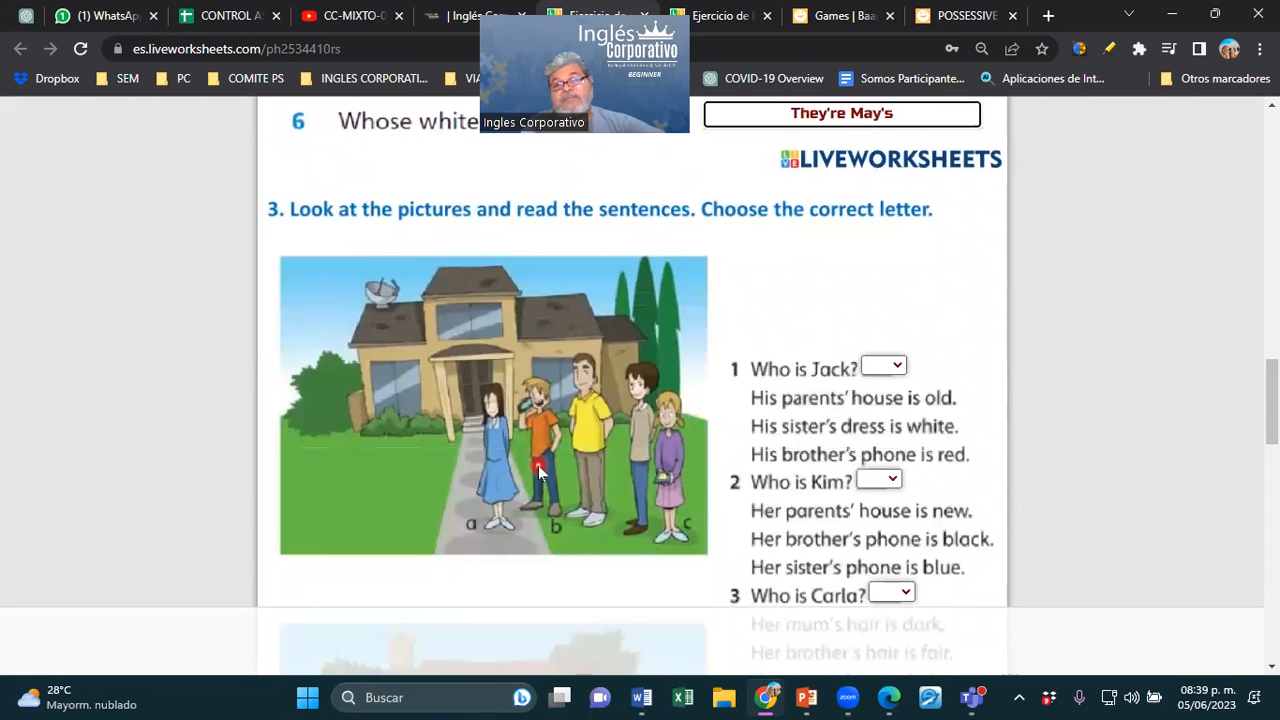 (WhatsApp)
CONTROL AS
CC-MIXTO-0
Inglés Cor
Ejercicio de
Ejercicio de I
Games | Baa
POSSESSIVE
es.liveworksheets.com/ph2534410rs
Dropbox
SEM
PC
COMITE PS
INGLES CORPORATI...
VIA
COVID-19 Overview
Somos Participante...
Aplicaciones de Int...
Otros marcadores
Inglés
Corporativo
BEGINNER
Ingles Corporativo
6 Whose white
They're May's
LIVEWORKSHEETS
3. Look at the pictures and read the sentences. Choose the correct letter.
a
b
c
1 Who is Jack?
His parents' house is old.
His sister's dress is white.
His brother's phone is red.
2 Who is Kim?
Her parents' house is new.
Her brother's phone is black.
Her sister's phone is blue.
3 Who is Carla?
Her mum's hair is dark.
Her brother's hair is fair.
28°C
Mayorm. nublado
Buscar
08:39 p. m.
05/06/2023